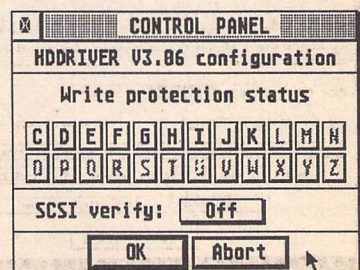 CONTROL PANEL
HDDRIVER V3.06 configuration
Write protection status
C D E F G H I J K L M N
O P Q R S T U V W X Y Z
SCSI verify: Off
OK Abort